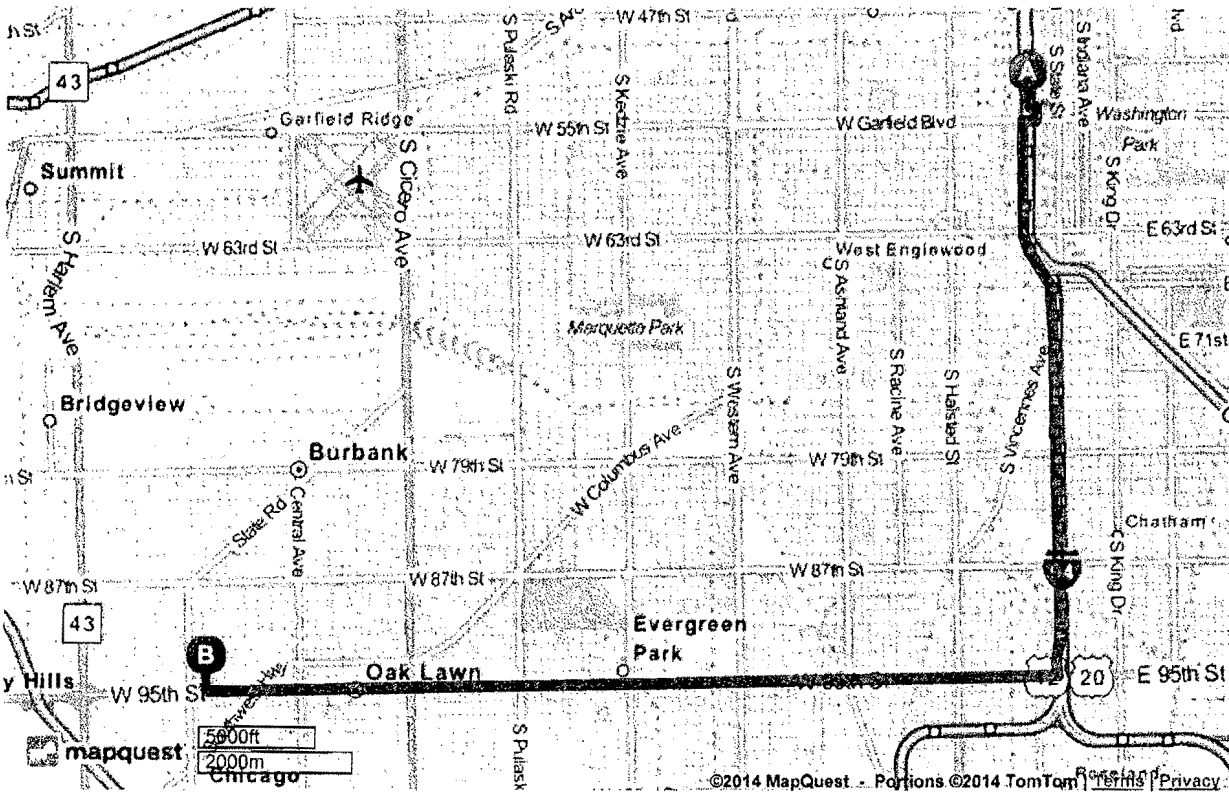 W 47th St
S Pulaski Rd
S Kedzie Ave
S State St
S Indiana Ave
43
A
Garfield Ridge
W 55th St
W Garfield Blvd
Washington
Park
Summit
S Cicero Ave
S King Dr
S Harlem Ave
W 63rd St
W 63rd St
West Englewood
E 63rd St
S Ashland Ave
Marquette Park
E 71st
S Racine Ave
S Halsted St
S Vincennes Ave
S Western Ave
Bridgeview
Burbank
W 79th St
W Columbus Ave
W 79th St
State Rd
Central Ave
Chatham
S King Dr
W 87th St
W 87th St
W 87th St
43
Evergreen
Park
B
Oak Lawn
y Hills
W 95th St
20
E 95th St
mapquest
5000ft
2000m
Chicago
S Pulask
©2014 MapQuest - Portions ©2014 TomTom | Terms | Privacy
Roseland